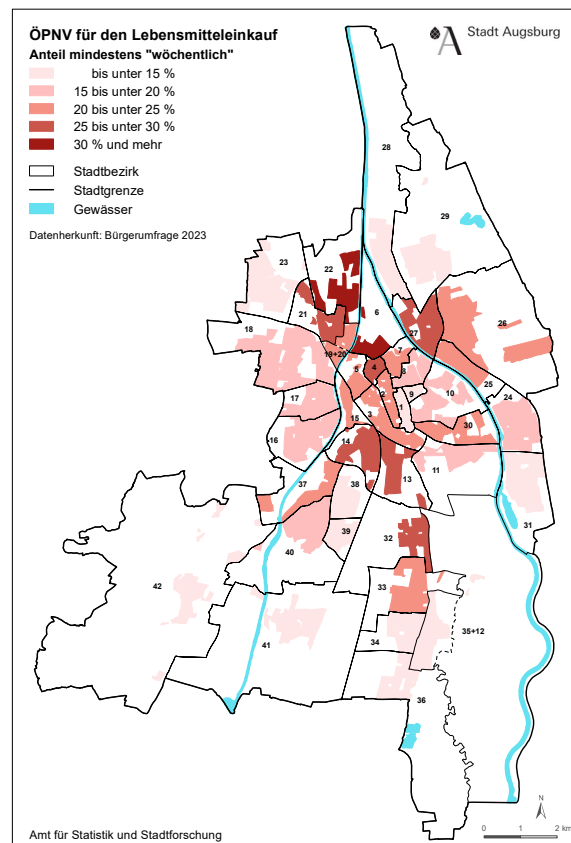 ÖPNV für den Lebensmitteleinkauf
Anteil mindestens "wöchentlich"
bis unter 15 %
15 bis unter 20 %
20 bis unter 25 %
25 bis unter 30 %
30 % und mehr
Stadtbezirk
Stadtgrenze
Gewässer
Datenherkunft: Bürgerumfrage 2023
A Stadt Augsburg
28
29
23
22
21
6
18
27
26
19+20
7
5
4
8
25
17
2
9
10
24
1
3
15
30
16
14
11
13
37
38
31
32
39
40
42
33
35+12
34
41
36
N
0 1 2 km
Amt für Statistik und Stadtforschung